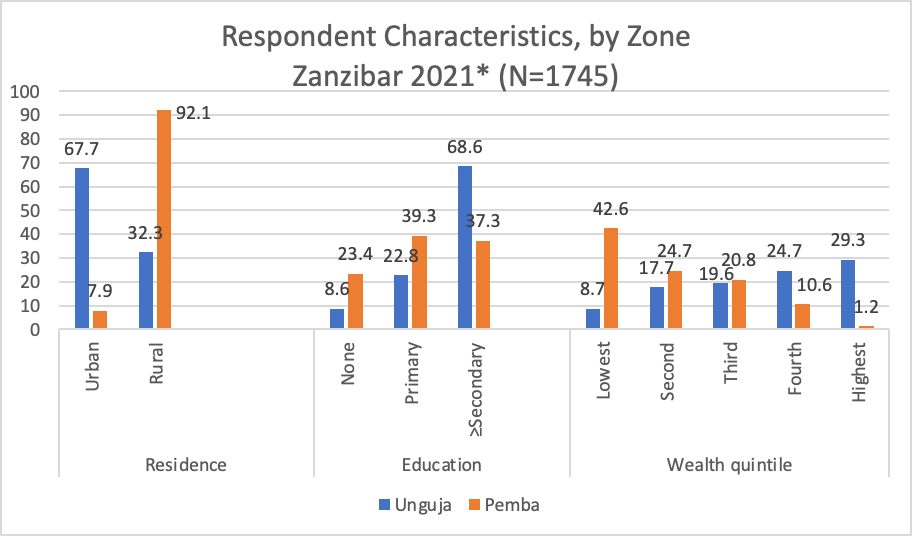 Respondent Characteristics, by Zone
Zanzibar 2021* (N=1745)
100
90
80
70
60
50
40
30
20
10
0
67.7
7.9
32.3
92.1
8.6
23.4
22.8
39.3
68.6
37.3
8.7
42.6
17.7
24.7
19.6
20.8
24.7
10.6
29.3
1.2
Urban
Rural
None
Primary
≥Secondary
Lowest
Second
Third
Fourth
Highest
Residence
Education
Wealth quintile
Unguja
Pemba